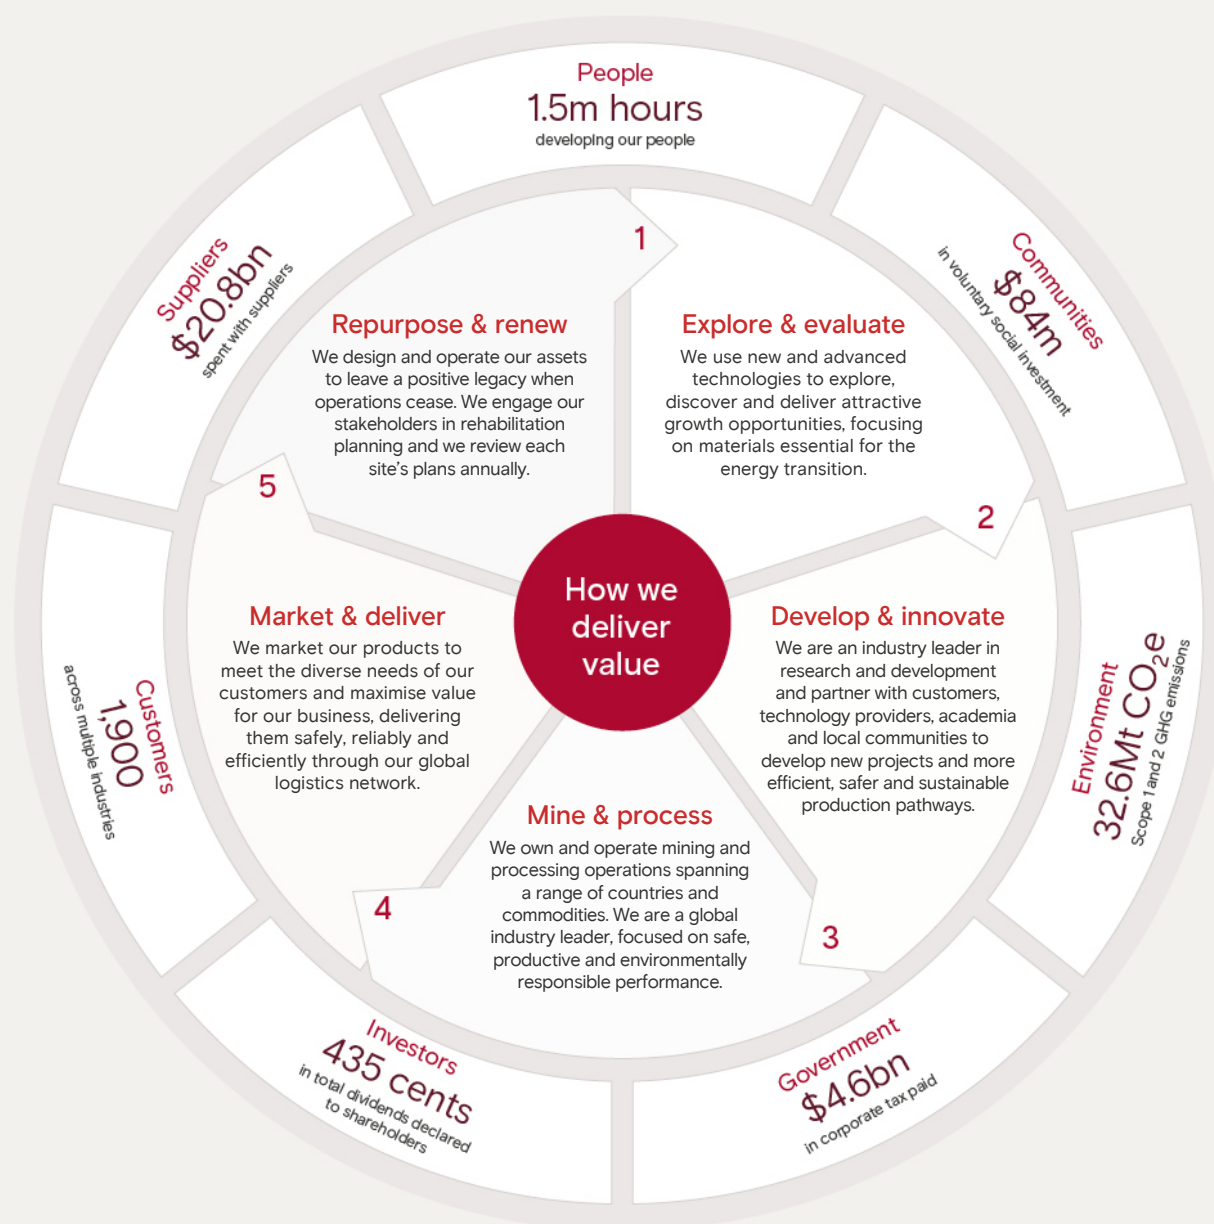 People
1.5m hours
developing our people
Communities
$84m
in voluntary social investment
Environment
32.6Mt CO₂e
Scope 1 and 2 GHG emissions
Government
$4.6bn
in corporate tax paid
Investors
435 cents
in total dividends declared
to shareholders
Customers
1,900
across multiple industries
Suppliers
$20.8bn
spent with suppliers
How we
deliver
value
1
Explore & evaluate
We use new and advanced
technologies to explore,
discover and deliver attractive
growth opportunities, focusing
on materials essential for the
energy transition.
2
Develop & innovate
We are an industry leader in
research and development
and partner with customers,
technology providers, academia
and local communities to
develop new projects and more
efficient, safer and sustainable
production pathways.
3
Mine & process
We own and operate mining and
processing operations spanning
a range of countries and
commodities. We are a global
industry leader, focused on safe,
productive and environmentally
responsible performance.
4
Market & deliver
We market our products to
meet the diverse needs of our
customers and maximise value
for our business, delivering
them safely, reliably and
efficiently through our global
logistics network.
5
Repurpose & renew
We design and operate our assets
to leave a positive legacy when
operations cease. We engage our
stakeholders in rehabilitation
planning and we review each
site's plans annually.